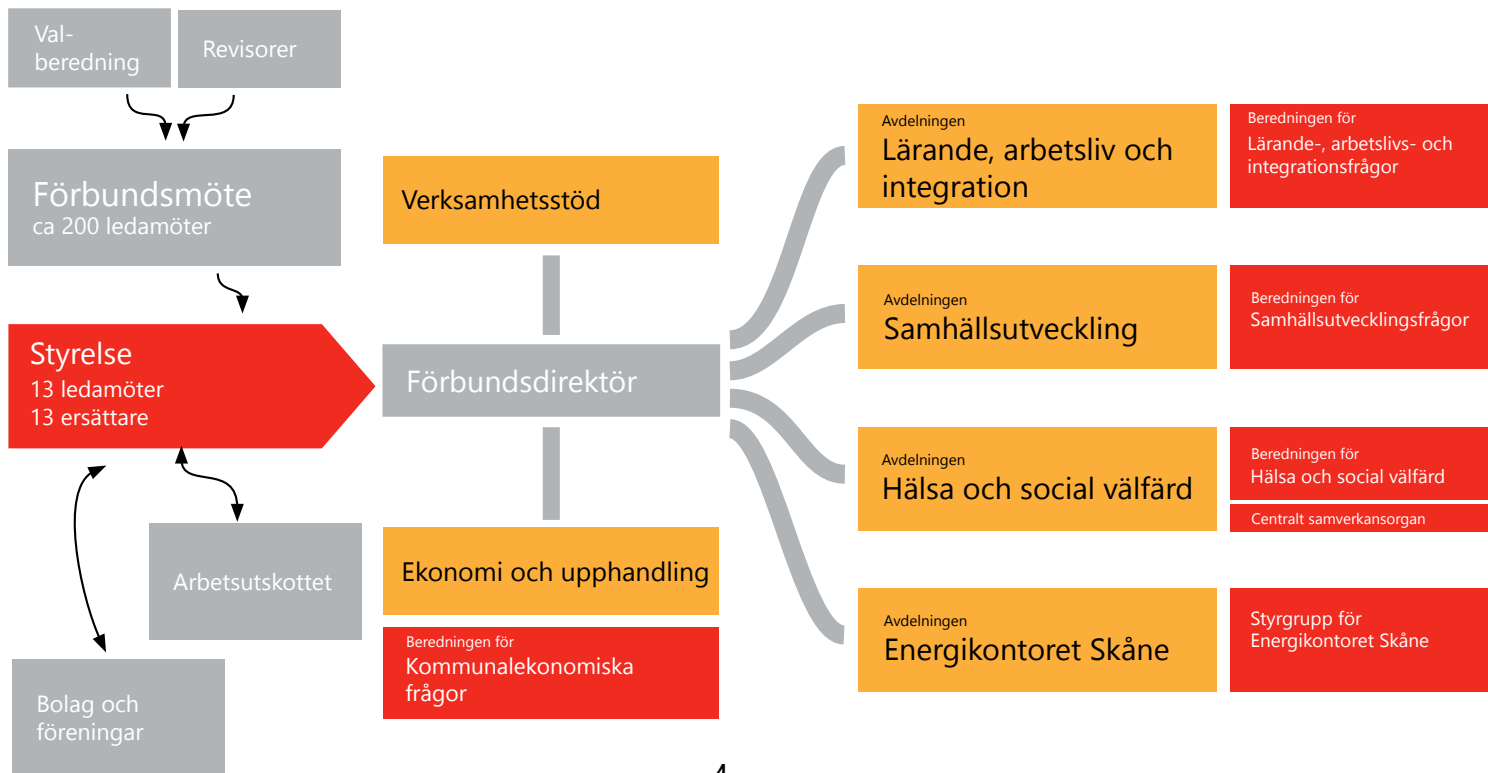 Val-
beredning
Revisorer
Förbundsmöte
ca 200 ledamöter
Styrelse
13 ledamöter
13 ersättare
Arbetsutskottet
Bolag och
föreningar
Verksamhetsstöd
Förbundsdirektör
Ekonomi och upphandling
Beredningen för
Kommunalekonomiska
frågor
Avdelningen
Lärande, arbetsliv och
integration
Beredningen för
Lärande-, arbetslivs- och
integrationsfrågor
Avdelningen
Samhällsutveckling
Beredningen för
Samhällsutvecklingsfrågor
Avdelningen
Hälsa och social välfärd
Beredningen för
Hälsa och social välfärd
Centralt samverkansorgan
Avdelningen
Energikontoret Skåne
Styrgrupp för
Energikontoret Skåne
4